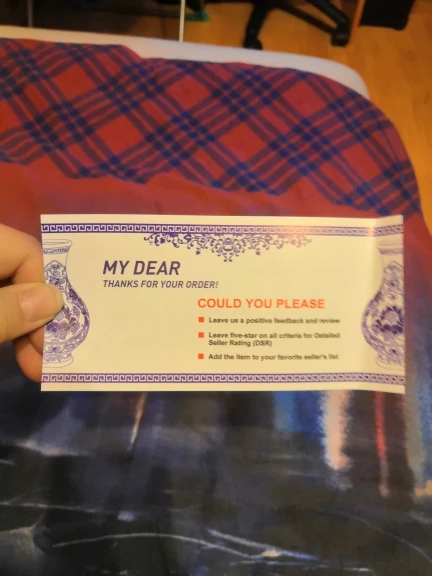 MY DEAR
THANKS FOR YOUR ORDER!
COULD YOU PLEASE
Leave us a positive feedback and review
Leave five-star on all criteria for Detailed
Seller Rating (DSR)
Add the item to your favorite seller's list